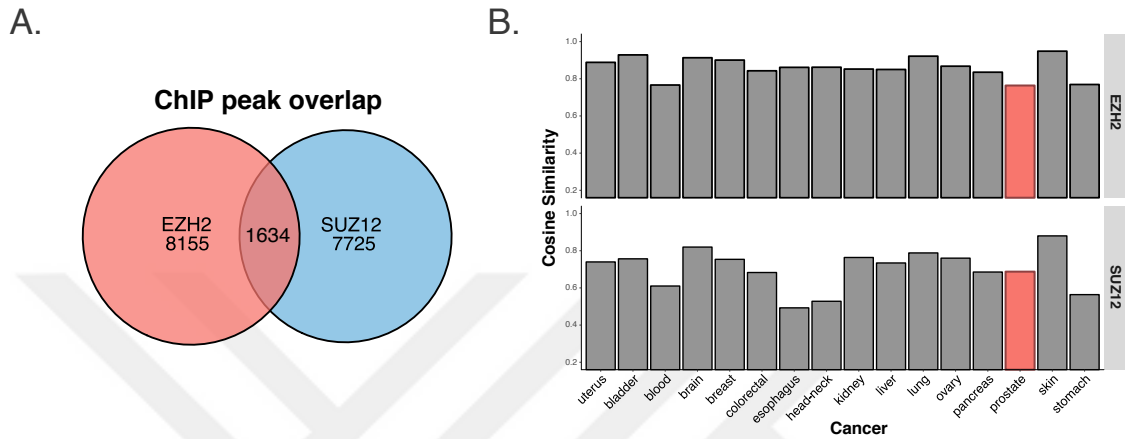 A.
ChIP peak overlap
EZH2
8155
1634
SUZ12
7725
B.
Cosine Similarity
1.0
0.8
0.6
0.4
0.2
EZH2
1.0
0.8
0.6
0.4
0.2
SUZ12
uterus
bladder
blood
brain
breast
colorectal
esophagus
head-neck
kidney
liver
lung
ovary
pancreas
prostate
skin
stomach
Cancer